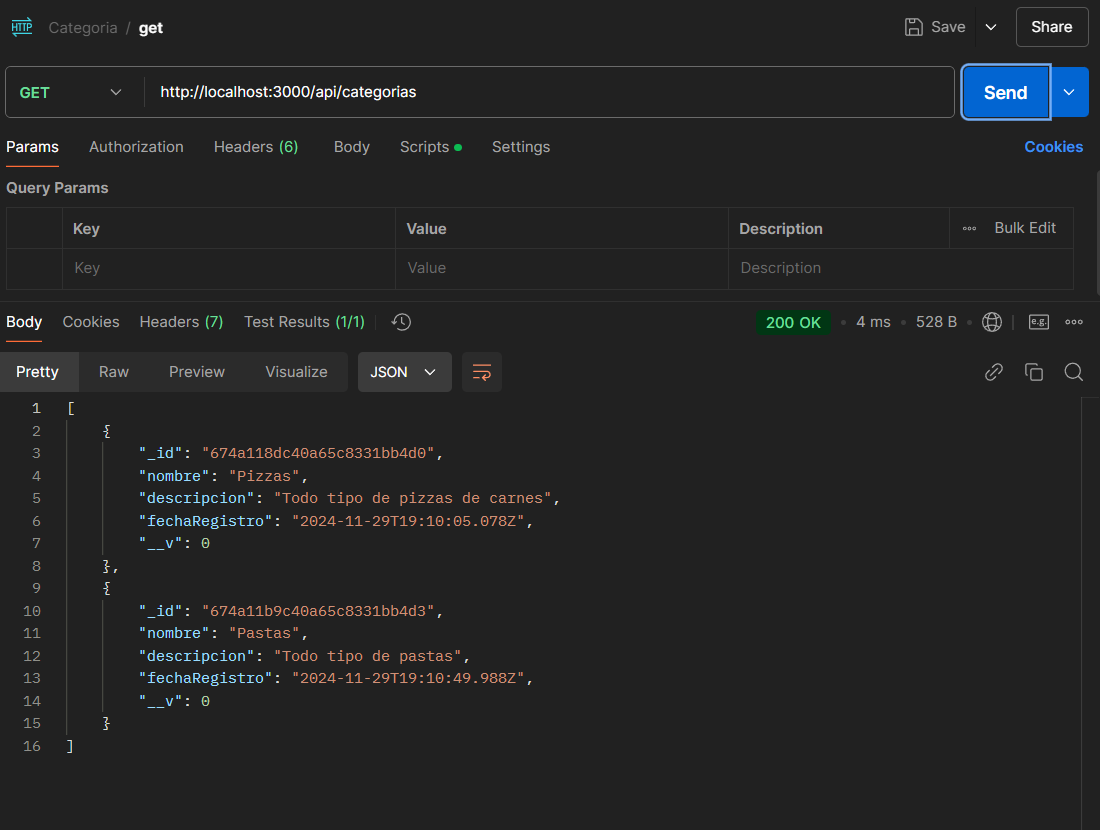 HTTP Categoria / get Save Share
GET http://localhost:3000/api/categorias Send
Params Authorization Headers (6) Body Scripts Settings Cookies
Query Params
Key Value Description Bulk Edit
Key Value Description
Body Cookies Headers (7) Test Results (1/1) 200 OK 4 ms 528 B e.g.
Pretty Raw Preview Visualize JSON
1 [
2 {
3 "_id": "674a118dc40a65c8331bb4d0",
4 "nombre": "Pizzas",
5 "descripcion": "Todo tipo de pizzas de carnes",
6 "fechaRegistro": "2024-11-29T19:10:05.078Z",
7 "__v": 0
8 },
9 {
10 "_id": "674a11b9c40a65c8331bb4d3",
11 "nombre": "Pastas",
12 "descripcion": "Todo tipo de pastas",
13 "fechaRegistro": "2024-11-29T19:10:49.988Z",
14 "__v": 0
15 }
16 ]